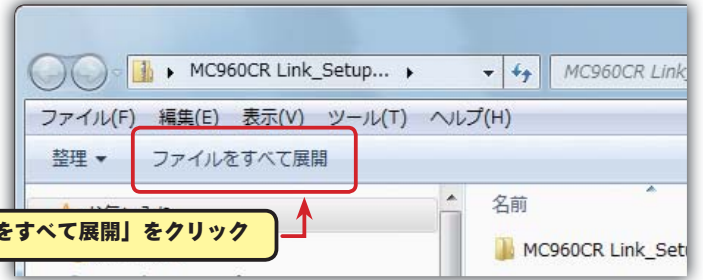 MC960CR Link_Setup...
MC960CR Link
ファイル(F) 編集(E) 表示(V) ツール(T) ヘルプ(H)
整理 ファイルをすべて展開
名前
をすべて展開」をクリック
MC960CR Link_Set